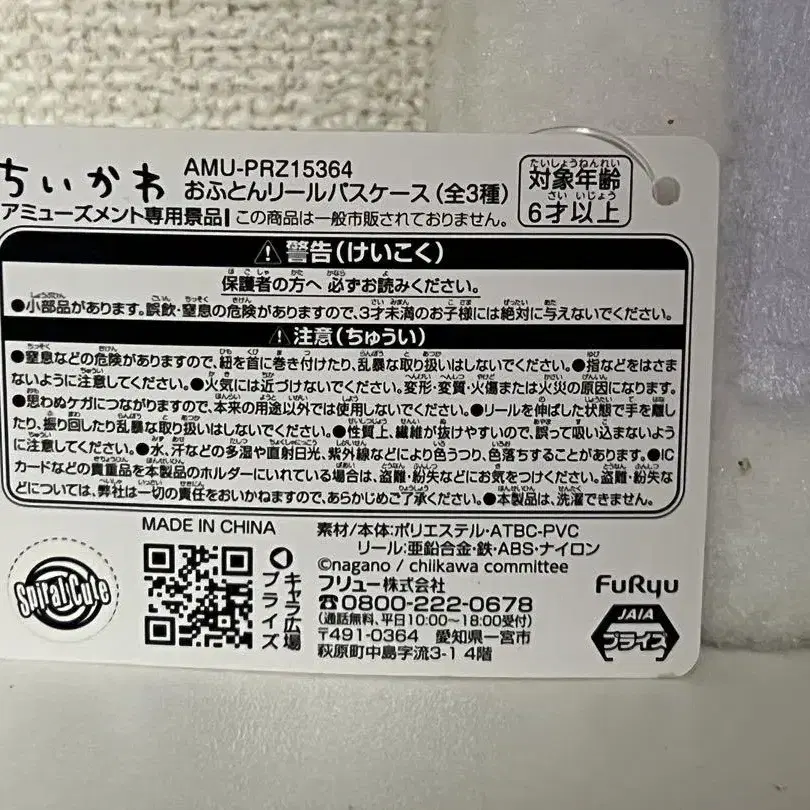 ちいかわ
AMU-PRZ15364
おふとんリールパスケース(全3種)
アミューズメント専用景品 この商品は一般市販されておりません。
たいしょうねんれい
対象年齢
さい いじょう
6才以上
⚠警告(けいこく)
ほごしゃ かた かなら よ
保護者の方へ 必ずお読みください。
●小部品があります。誤飲・窒息の危険がありますので、3才未満のお子様には絶対に与えないでください。
⚠注意(ちゅうい)
●窒息などの危険がありますので、紐を首に巻き付けたり、乱暴な取り扱いはしないでください。●指などをはさま
ないように注意してください。●火気には近づけないでください。変形・変質・火傷または火災の原因になります。
●思わぬケガにつながりますので、本来の用途以外では使用しないでください。●リールを伸ばした状態で手を離し
たり、振り回したり乱暴な取り扱いはしないでください。●性質上、繊維が抜けやすいので、誤って吸い込まないよう
に注意してください。●水、汗などの多湿や直射日光、紫外線などにより色うつり、色落ちすることがあります。●IC
カードなどの貴重品を本製品のホルダーにいれている場合は、盗難・紛失などにお気をつけください。盗難・紛失な
どについては、弊社は一切の責任をおいかねますので、あらかじめご了承ください。●本製品は、洗濯できません。
MADE IN CHINA
素材/本体:ポリエステル・ATBC-PVC
リール:亜鉛合金・鉄・ABS・ナイロン
©nagano / chiikawa committee
フリュー株式会社
☎0800-222-0678
(通話無料、平日10:00~18:00受付)
〒491-0364 愛知県一宮市
萩原町中島字流3-1 4階
Spiral Cute
キャラ広場
プライズ
FuRyu
JAIA
プライズ